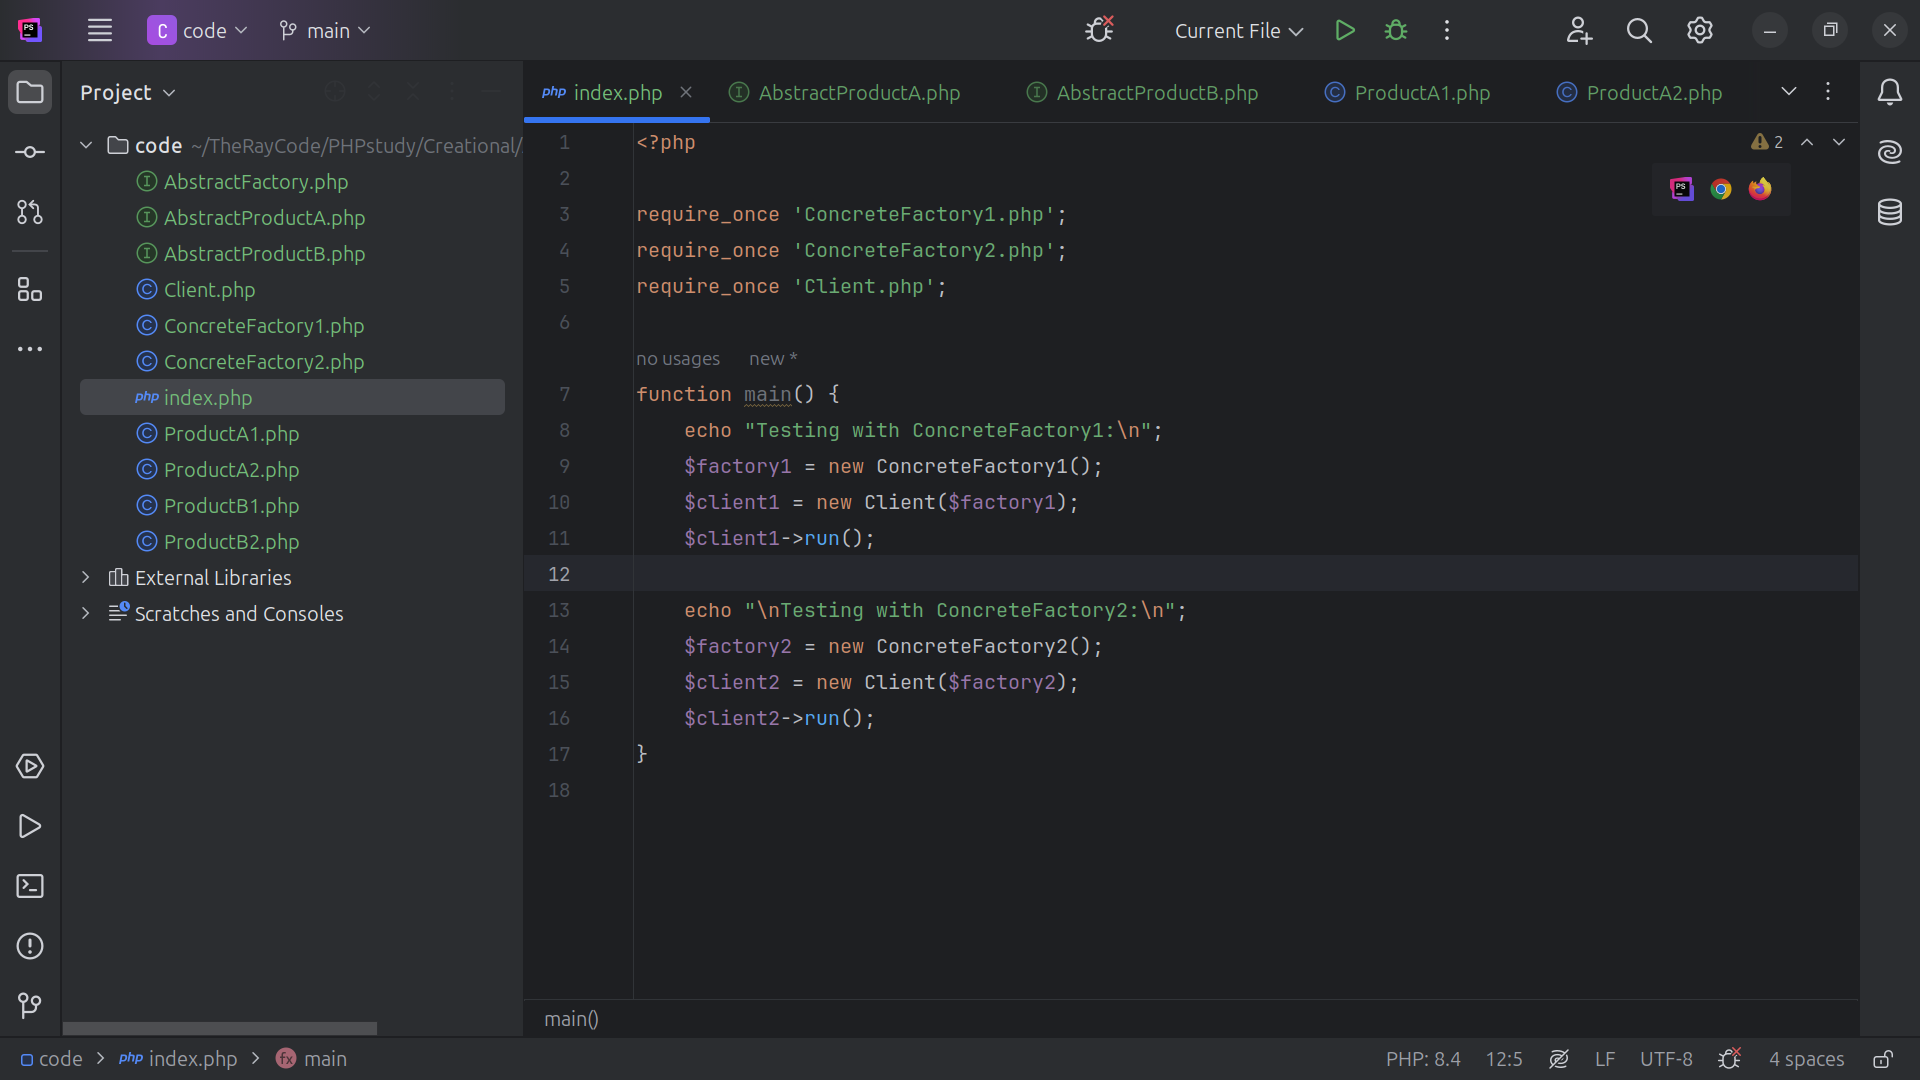 C code main Current File
Project
code ~/TheRayCode/PHPstudy/Creational/
AbstractFactory.php
AbstractProductA.php
AbstractProductB.php
Client.php
ConcreteFactory1.php
ConcreteFactory2.php
php index.php
ProductA1.php
ProductA2.php
ProductB1.php
ProductB2.php
External Libraries
Scratches and Consoles
php index.php AbstractProductA.php AbstractProductB.php ProductA1.php ProductA2.php
2
1 <?php
2
3 require_once 'ConcreteFactory1.php';
4 require_once 'ConcreteFactory2.php';
5 require_once 'Client.php';
6
no usages new *
7 function main() {
8 echo "Testing with ConcreteFactory1:\n";
9 $factory1 = new ConcreteFactory1();
10 $client1 = new Client($factory1);
11 $client1->run();
12
13 echo "\nTesting with ConcreteFactory2:\n";
14 $factory2 = new ConcreteFactory2();
15 $client2 = new Client($factory2);
16 $client2->run();
17 }
18
main()
code > php index.php > fx main PHP: 8.4 12:5 LF UTF-8 4 spaces